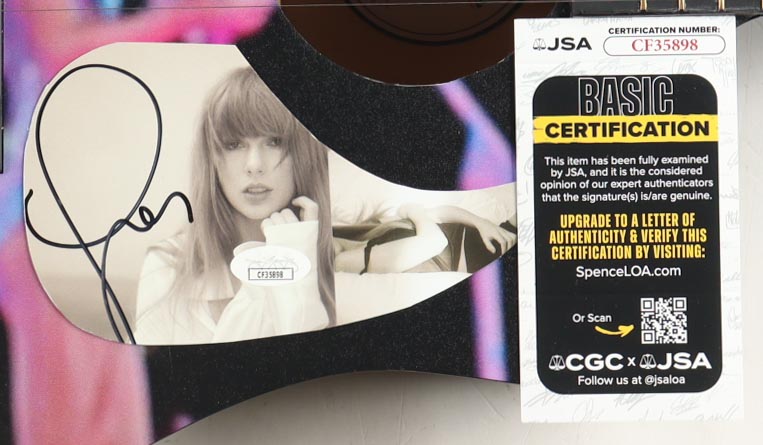 CF35898
JSA
CERTIFICATION NUMBER:
CF35898
BASIC
CERTIFICATION
This item has been fully examined
by JSA, and it is the considered
opinion of our expert authenticators
that the signature(s) is/are genuine.
UPGRADE TO A LETTER OF
AUTHENTICITY & VERIFY THIS
CERTIFICATION BY VISITING:
SpenceLOA.com
Or Scan
CGC x JSA
Follow us at @jsaloa